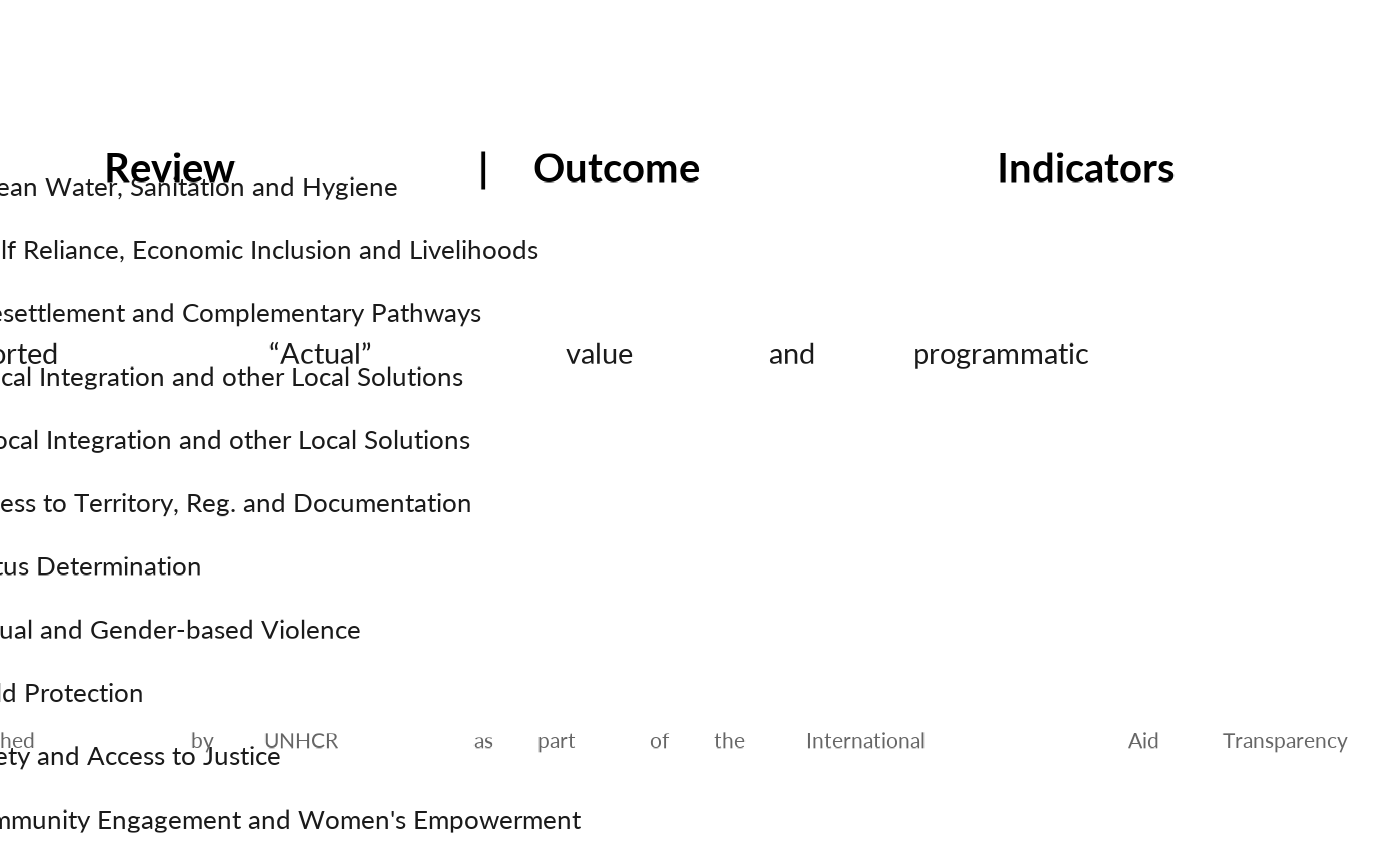 Review | Outcome Indicators
ean Water, Sanitation and Hygiene
lf Reliance, Economic Inclusion and Livelihoods
esettlement and Complementary Pathways
orted “Actual” value and programmatic
cal Integration and other Local Solutions
ocal Integration and other Local Solutions
ess to Territory, Reg. and Documentation
tus Determination
ual and Gender-based Violence
ld Protection
hed by UNHCR as part of the International Aid Transparency
ety and Access to Justice
mmunity Engagement and Women's Empowerment